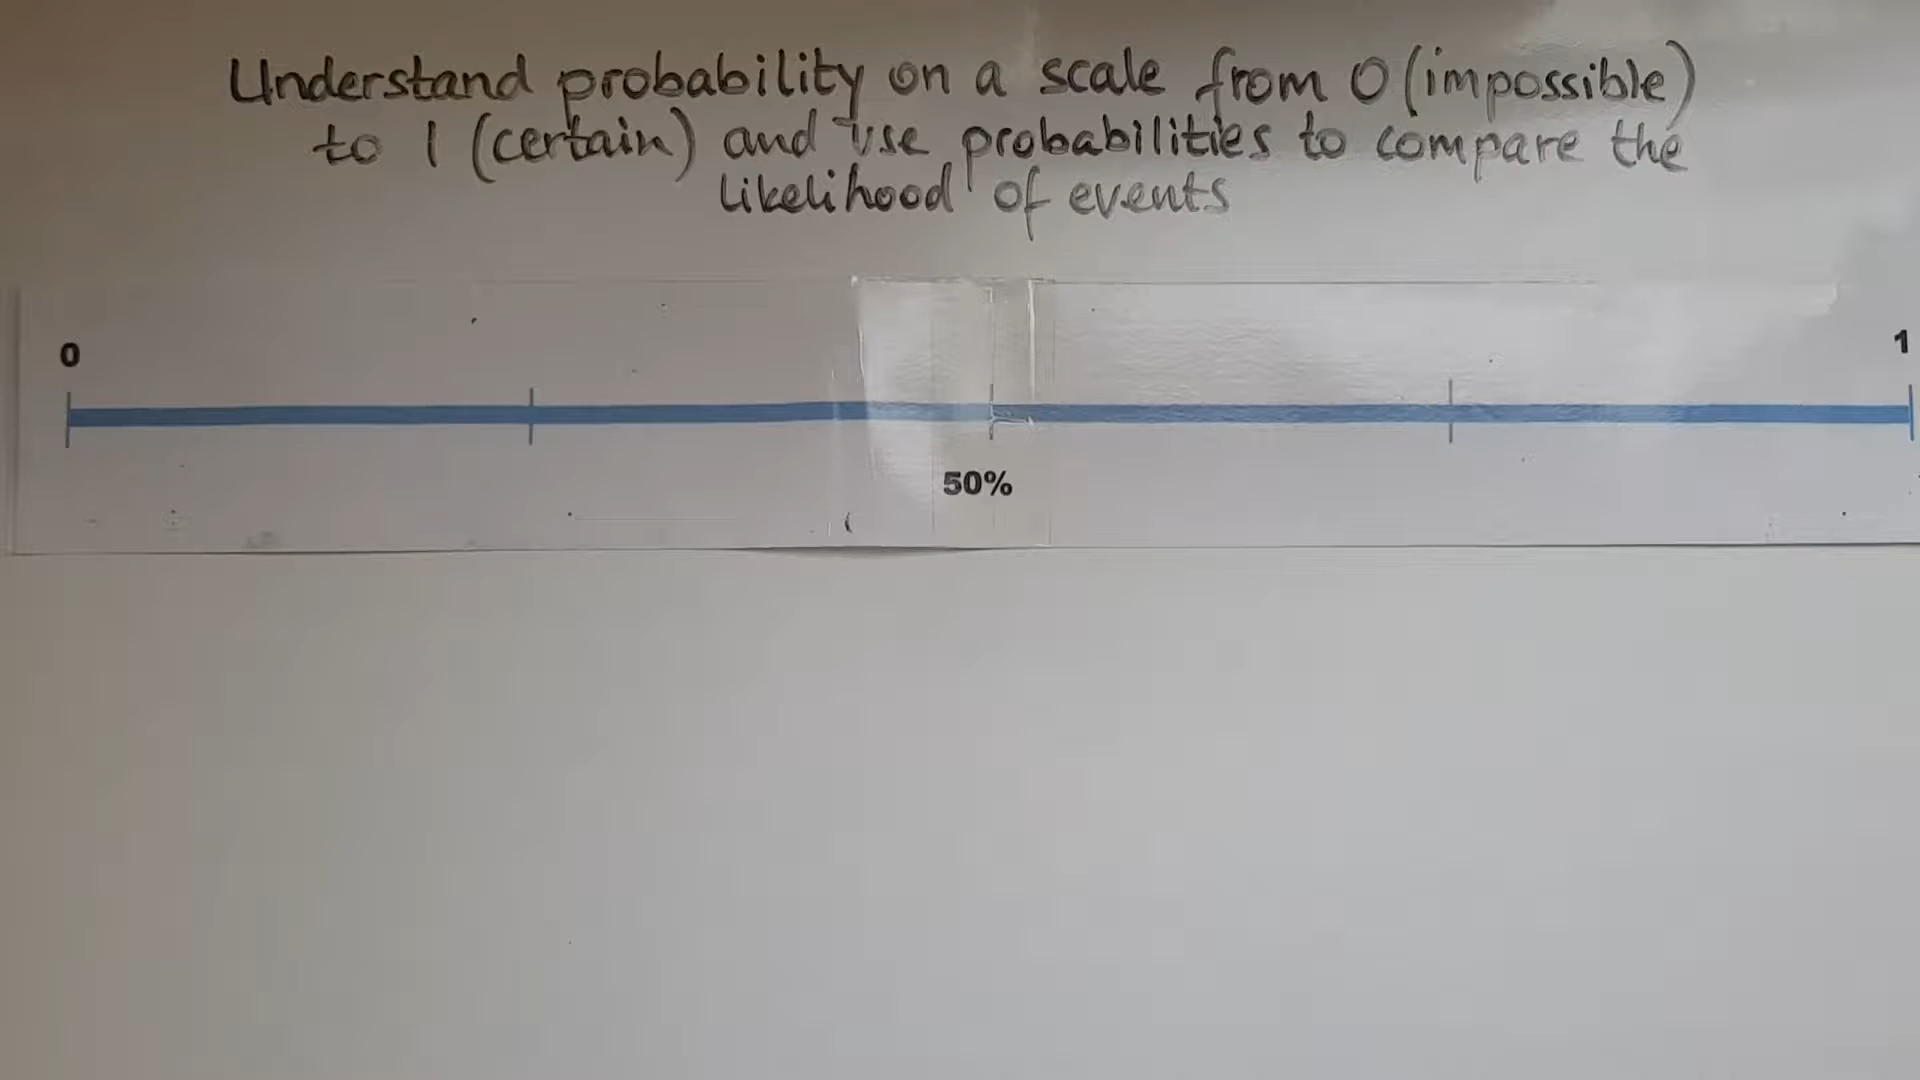 Understand probability on a scale from 0 (impossible)
to 1 (certain) and use probabilities to compare the
likelihood of events
0 1
50%